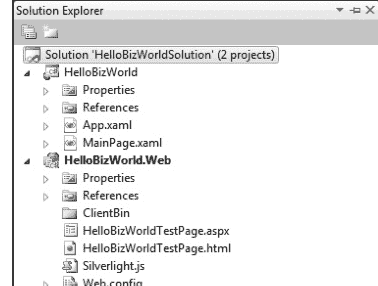 Solution Explorer
Solution 'HelloBizWorldSolution' (2 projects)
HelloBizWorld
Properties
References
App.xaml
MainPage.xaml
HelloBizWorld.Web
Properties
References
ClientBin
HelloBizWorldTestPage.aspx
HelloBizWorldTestPage.html
Silverlight.js
Web.config